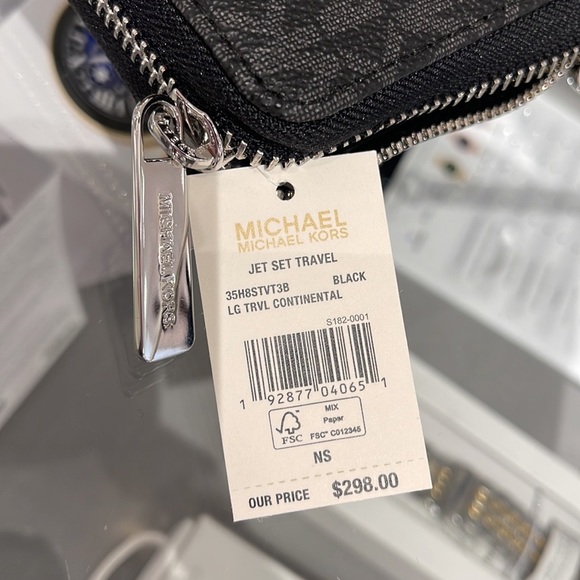 MICHAEL
MICHAEL KORS
JET SET TRAVEL
35H8STVT3B BLACK
LG TRVL CONTINENTAL
S182-0001
1 92877 04065 1
FSC
MIX
Paper
FSC™ C012345
NS
OUR PRICE $298.00
MICHAEL KORS